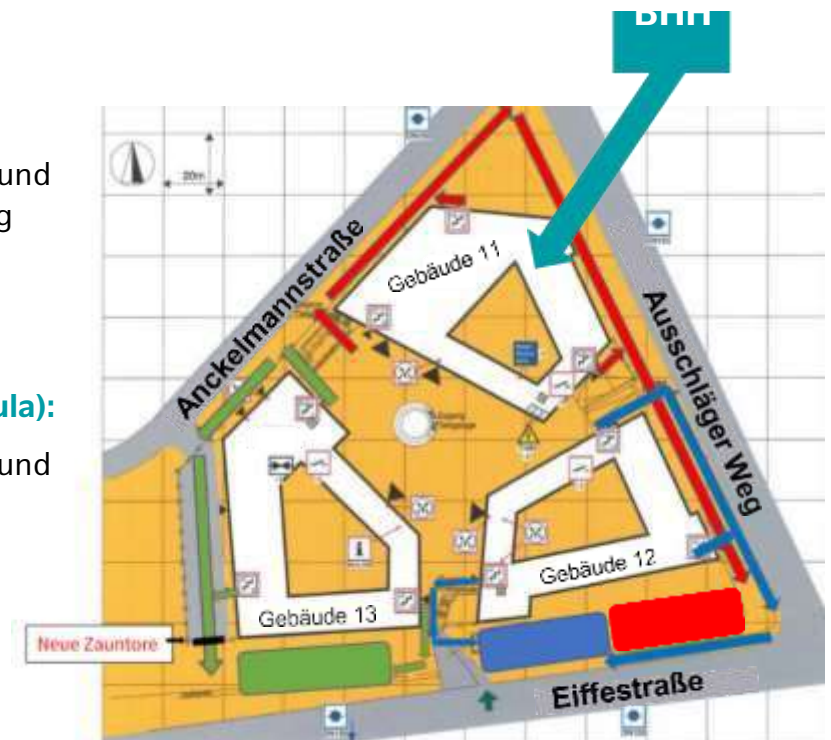 BHH
und
g
20m
Anckelmannstraße
Gebäude 11
Ausschläger Weg
ula):
und
Gebäude 12
Gebäude 13
Neue Zauntore
Eiffestraße